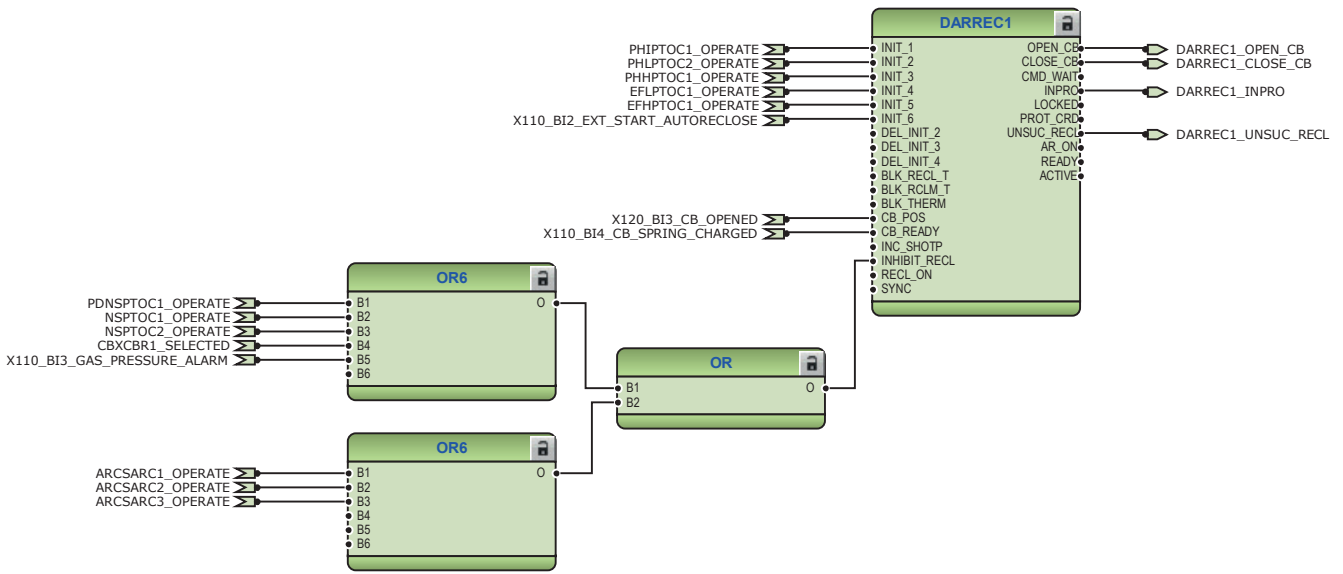 DARREC1
PHIPTOC1_OPERATE INIT_1 OPEN_CB DARREC1_OPEN_CB
PHLPTOC2_OPERATE INIT_2 CLOSE_CB DARREC1_CLOSE_CB
PHHPTOC1_OPERATE INIT_3 CMD_WAIT
EFLPTOC1_OPERATE INIT_4 INPRO DARREC1_INPRO
EFHPTOC1_OPERATE INIT_5 LOCKED
X110_BI2_EXT_START_AUTORECLOSE INIT_6 PROT_CRD
DEL_INIT_2 UNSUC_RECL DARREC1_UNSUC_RECL
DEL_INIT_3 AR_ON
DEL_INIT_4 READY
BLK_RECL_T ACTIVE
BLK_RCLM_T
BLK_THERM
X120_BI3_CB_OPENED CB_POS
X110_BI4_CB_SPRING_CHARGED CB_READY
INC_SHOTP
INHIBIT_RECL
RECL_ON
SYNC
OR6
PDNSPTOC1_OPERATE B1 O
NSPTOC1_OPERATE B2
NSPTOC2_OPERATE B3
CBXCBR1_SELECTED B4
X110_BI3_GAS_PRESSURE_ALARM B5
B6
OR
B1 O
B2
OR6
ARCSARC1_OPERATE B1 O
ARCSARC2_OPERATE B2
ARCSARC3_OPERATE B3
B4
B5
B6